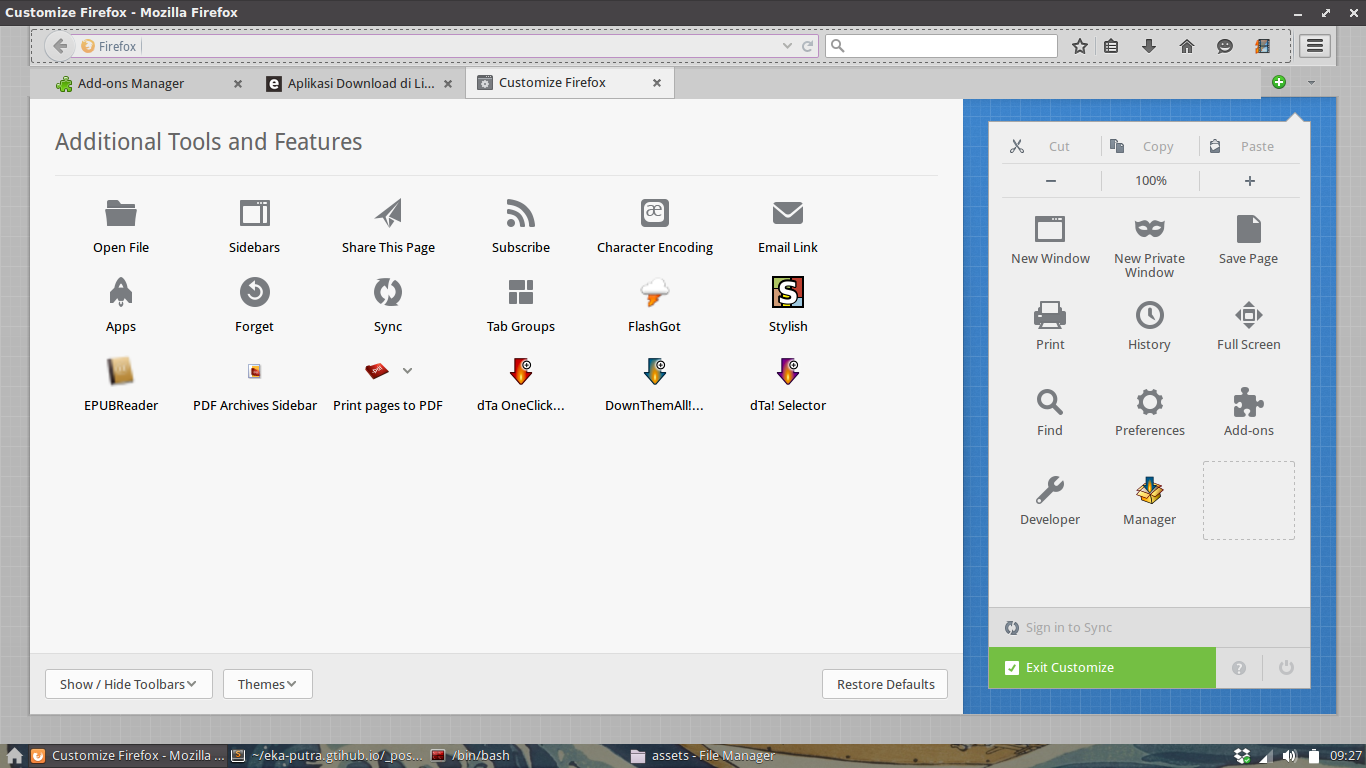 Customize Firefox - Mozilla Firefox
Firefox
Add-ons Manager
Aplikasi Download di Li...
Customize Firefox
Additional Tools and Features
Open File
Sidebars
Share This Page
Subscribe
Character Encoding
Email Link
Apps
Forget
Sync
Tab Groups
FlashGot
Stylish
EPUBReader
PDF Archives Sidebar
Print pages to PDF
dTa OneClick...
DownThemAll!...
dTa! Selector
Cut
Copy
Paste
100%
New Window
New Private
Window
Save Page
Print
History
Full Screen
Find
Preferences
Add-ons
Developer
Manager
Sign in to Sync
Exit Customize
Show / Hide Toolbars
Themes
Restore Defaults
Customize Firefox - Mozilla ...
~/eka-putra.gtihub.io/_pos...
/bin/bash
assets - File Manager
09:27